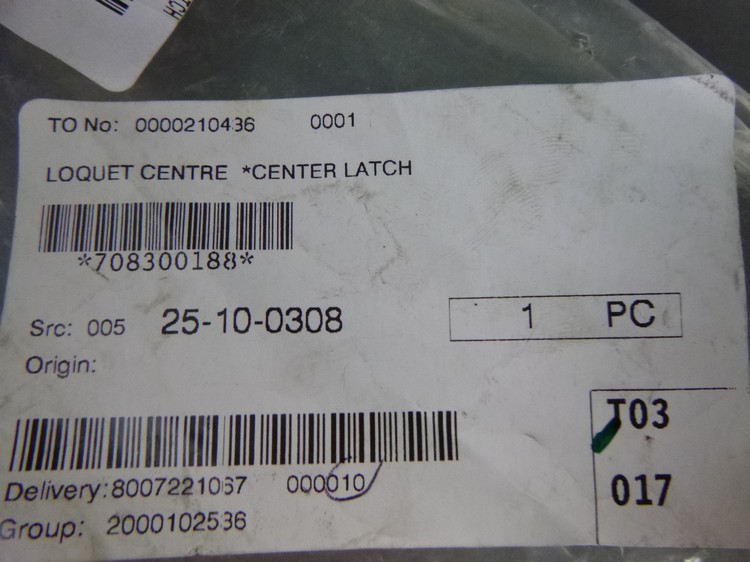 TO No: 0000210436 0001
LOQUET CENTRE *CENTER LATCH
*708300188*
Src: 005 25-10-0308 1 PC
Origin:
T03
Delivery:8007221067 000010
017
Group: 2000102536